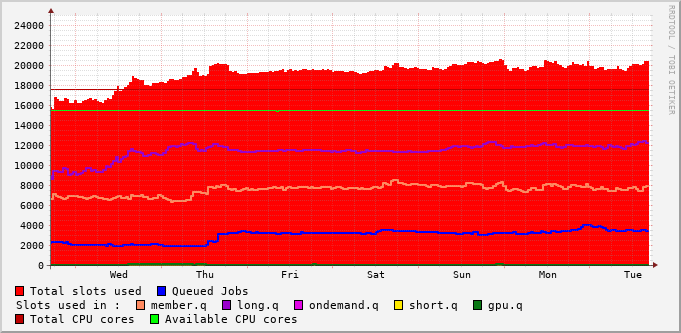 RRDTOOL / TOBI OETIKER
24000
22000
20000
18000
16000
14000
12000
10000
8000
6000
4000
2000
0
Wed Thu Fri Sat Sun Mon Tue
Total slots used Queued Jobs
Slots used in : member.q long.q ondemand.q short.q gpu.q
Total CPU cores Available CPU cores